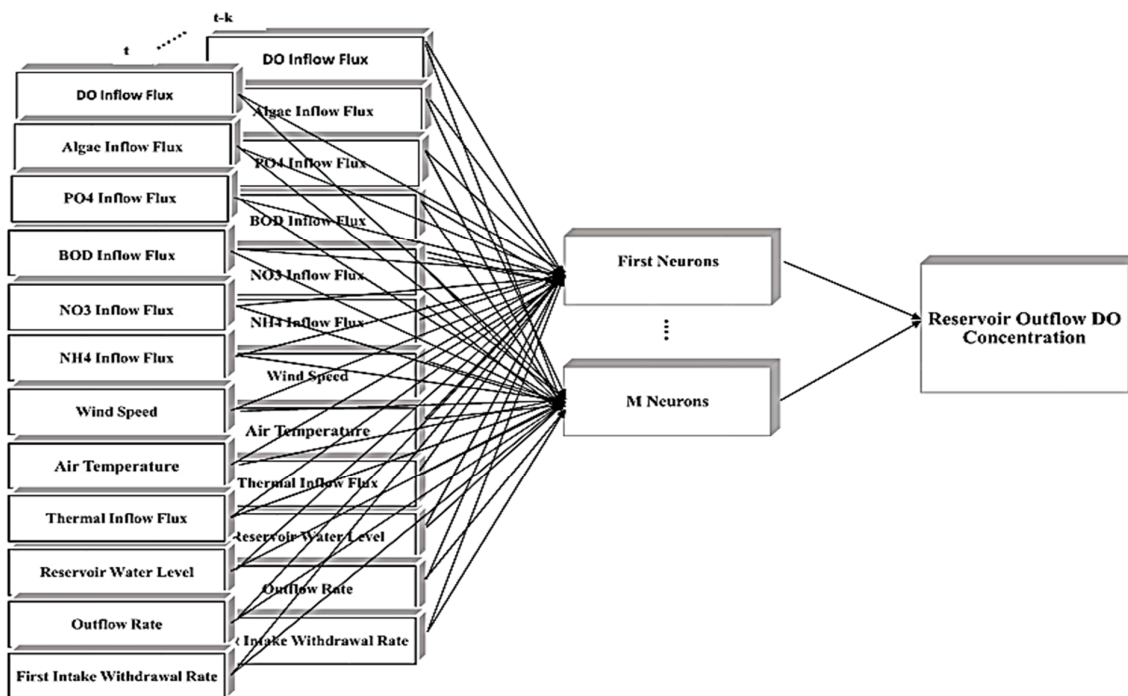 t-k
t
DO Inflow Flux
Algae Inflow Flux
PO4 Inflow Flux
BOD Inflow Flux
NO3 Inflow Flux
NH4 Inflow Flux
Wind Speed
Air Temperature
Thermal Inflow Flux
Reservoir Water Level
Outflow Rate
First Intake Withdrawal Rate
DO Inflow Flux
Algae Inflow Flux
PO4 Inflow Flux
BOD Inflow Flux
NO3 Inflow Flux
NH4 Inflow Flux
Wind Speed
Air Temperature
Thermal Inflow Flux
Reservoir Water Level
Outflow Rate
Intake Withdrawal Rate
First Neurons
M Neurons
Reservoir Outflow DO
Concentration